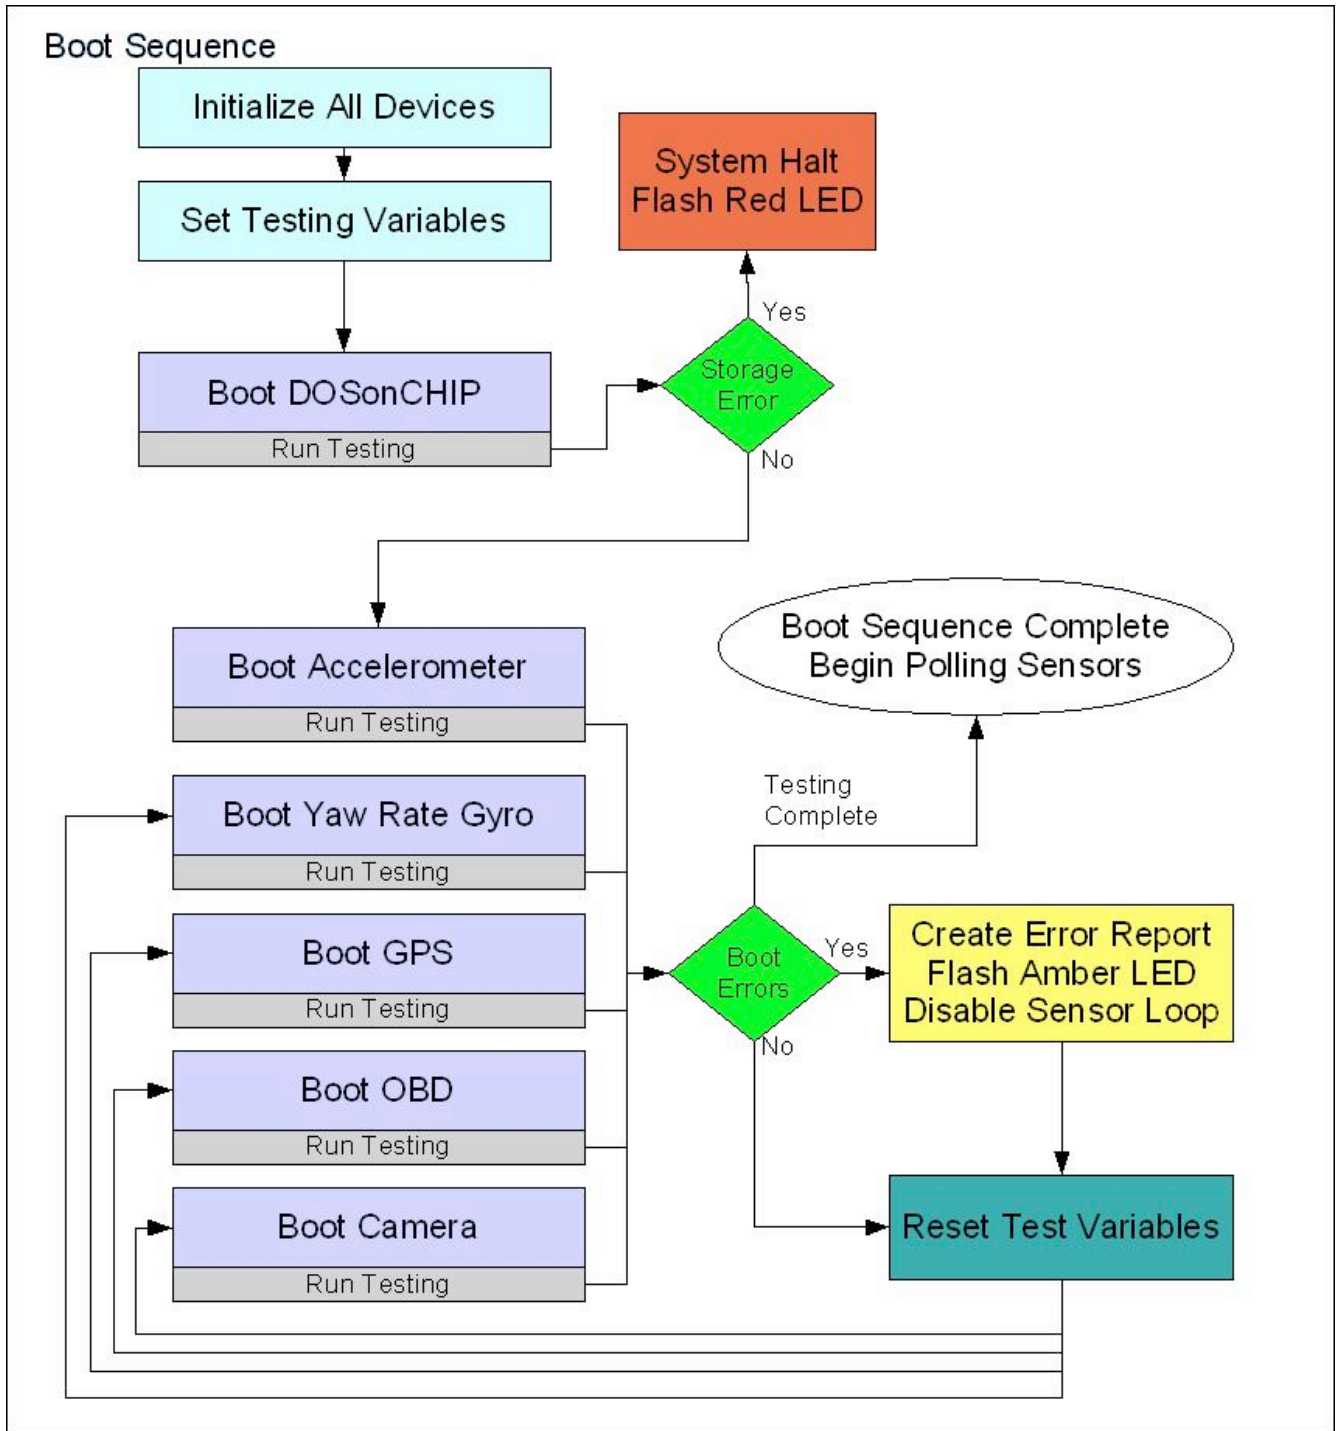 Boot Sequence
Initialize All Devices
Set Testing Variables
System Halt
Flash Red LED
Yes
Storage
Error
No
Boot DOSonCHIP
Run Testing
Boot Accelerometer
Run Testing
Boot Yaw Rate Gyro
Run Testing
Boot GPS
Run Testing
Boot OBD
Run Testing
Boot Camera
Run Testing
Boot Sequence Complete
Begin Polling Sensors
Testing
Complete
Boot
Errors
Yes
No
Create Error Report
Flash Amber LED
Disable Sensor Loop
Reset Test Variables